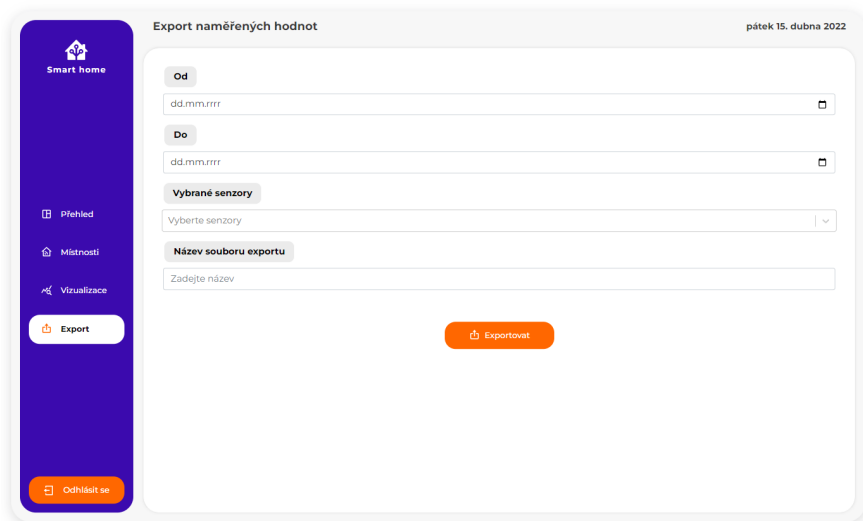 Export naměřených hodnot
pátek 15. dubna 2022
Smart home
Přehled
Místnosti
Vizualizace
Export
Odhlásit se
Od
dd.mm.rrrr
Do
dd.mm.rrrr
Vybrané senzory
Vyberte senzory
Název souboru exportu
Zadejte název
Exportovat